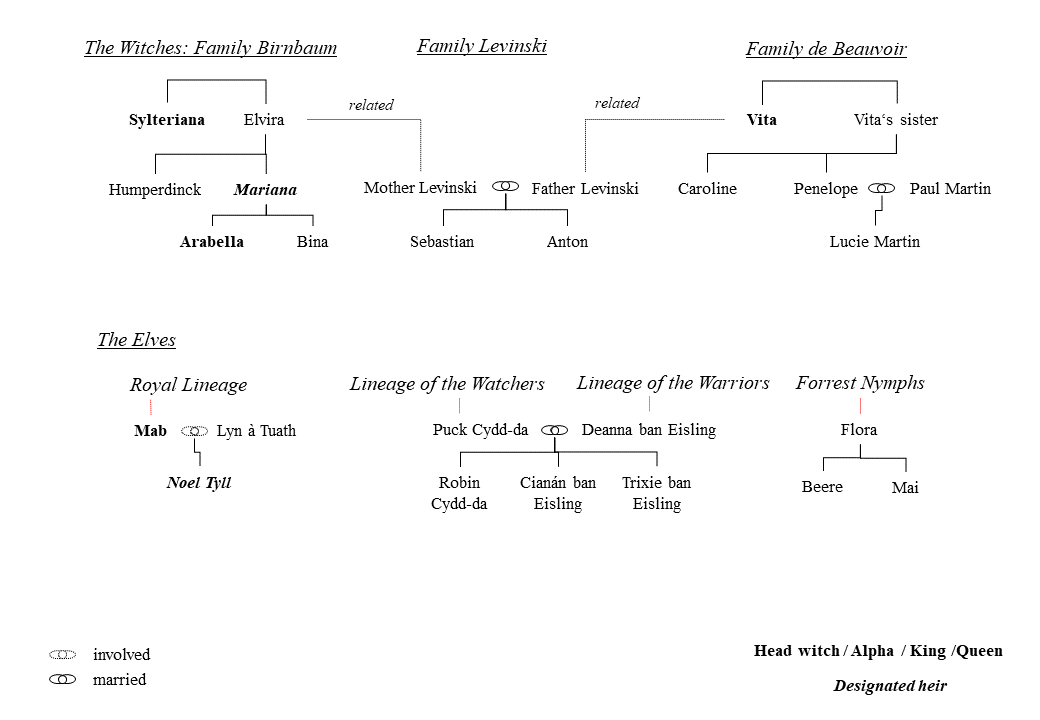 The Witches: Family Birnbaum
Family Levinski
Family de Beauvoir
related
related
Sylteriana
Elvira
Vita
Vita‘s sister
Humperdinck
Mariana
Mother Levinski
Father Levinski
Caroline
Penelope
Paul Martin
Arabella
Bina
Sebastian
Anton
Lucie Martin
The Elves
Royal Lineage
Lineage of the Watchers
Lineage of the Warriors
Forrest Nymphs
Mab
Lyn à Tuath
Puck Cydd-da
Deanna ban Eisling
Flora
Noel Tyll
Robin
Cydd-da
Cianán ban
Eisling
Trixie ban
Eisling
Beere
Mai
involved
married
Head witch / Alpha / King /Queen
Designated heir